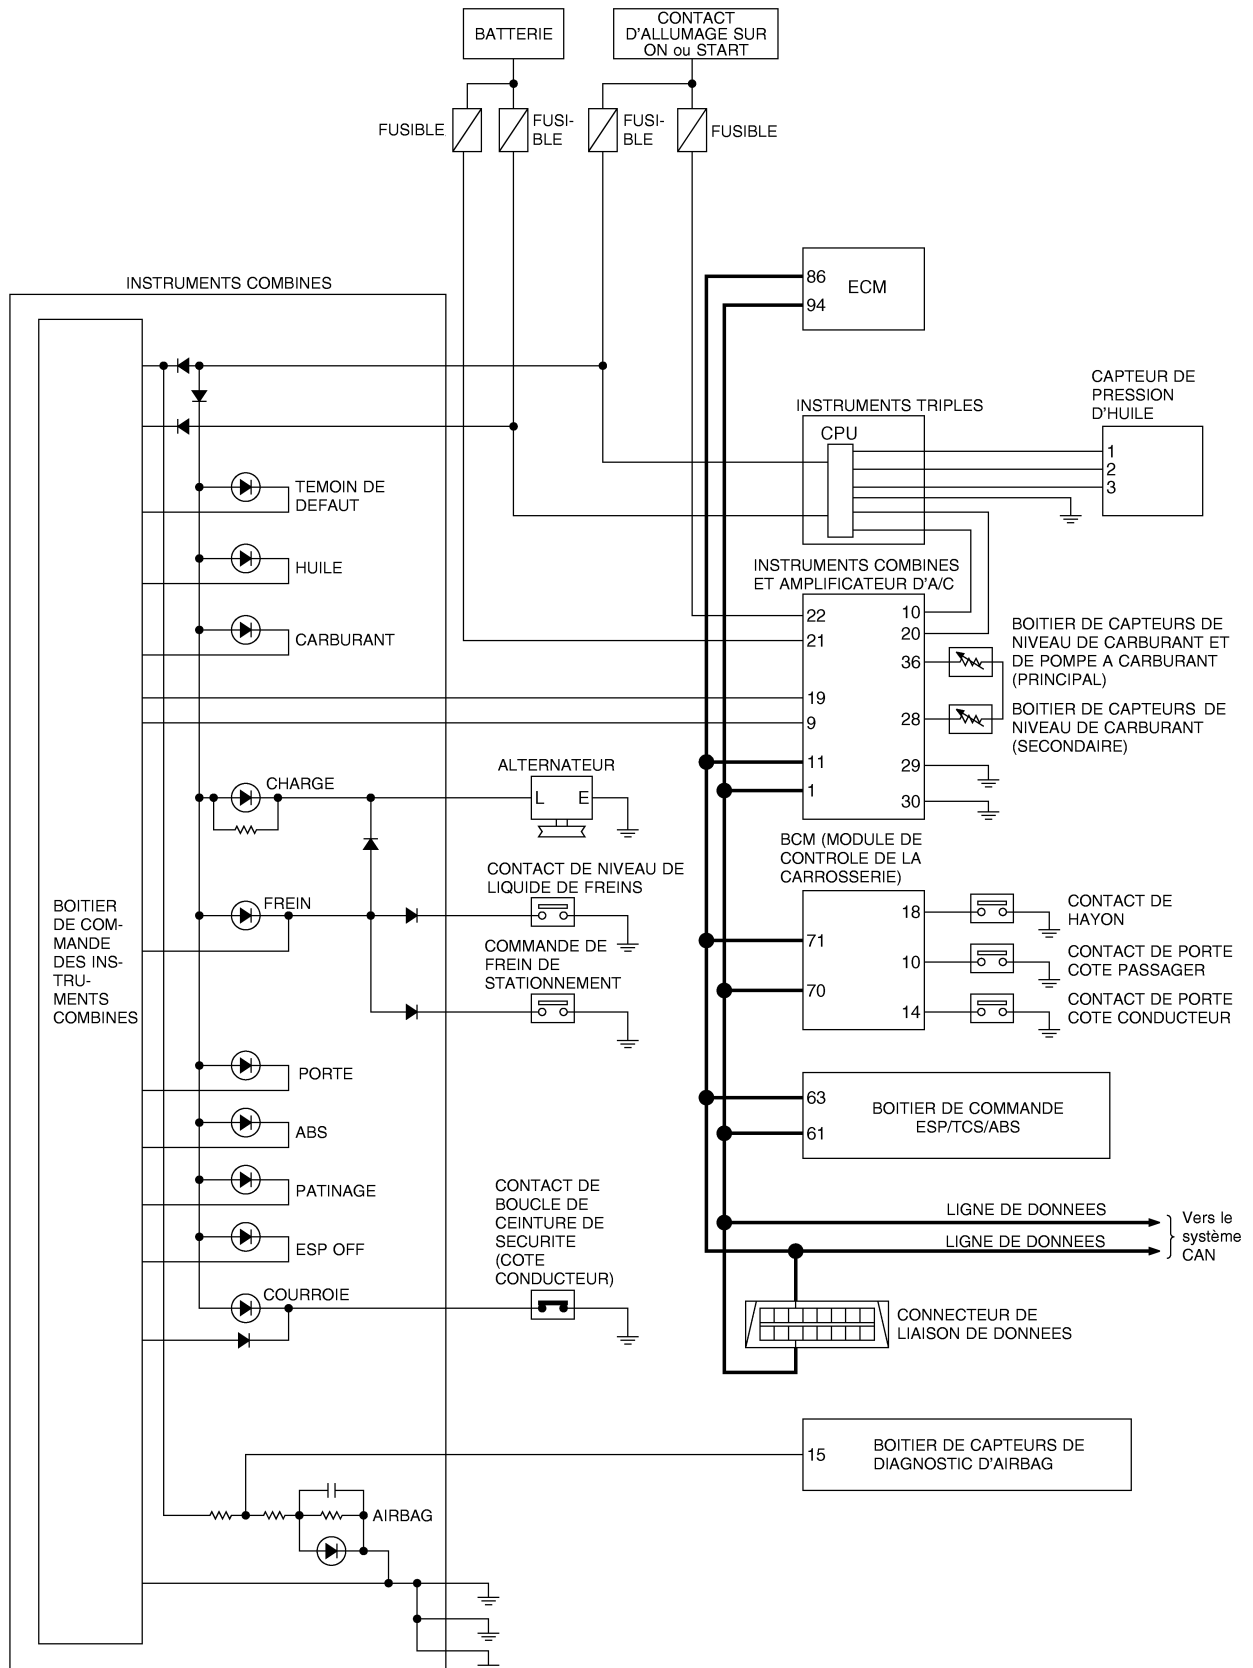 BATTERIE
CONTACT
D'ALLUMAGE SUR
ON ou START
FUSIBLE
FUSI-
BLE
FUSI-
BLE
FUSIBLE
INSTRUMENTS COMBINES
86
ECM
94
CAPTEUR DE
PRESSION
D'HUILE
INSTRUMENTS TRIPLES
CPU
1
2
3
TEMOIN DE
DEFAUT
HUILE
CARBURANT
INSTRUMENTS COMBINES
ET AMPLIFICATEUR D'A/C
22
21
19
9
11
1
10
20
36
28
29
30
BOITIER DE CAPTEURS DE
NIVEAU DE CARBURANT ET
DE POMPE A CARBURANT
(PRINCIPAL)
BOITIER DE CAPTEURS DE
NIVEAU DE CARBURANT
(SECONDAIRE)
CHARGE
ALTERNATEUR
L E
CONTACT DE NIVEAU DE
LIQUIDE DE FREINS
FREIN
COMMANDE DE
FREIN DE
STATIONNEMENT
BOITIER
DE COM-
MANDE
DES INS-
TRU-
MENTS
COMBINES
BCM (MODULE DE
CONTROLE DE LA
CARROSSERIE)
71
70
18
10
14
CONTACT DE
HAYON
CONTACT DE PORTE
COTE PASSAGER
CONTACT DE PORTE
COTE CONDUCTEUR
PORTE
ABS
PATINAGE
ESP OFF
COURROIE
63
61
BOITIER DE COMMANDE
ESP/TCS/ABS
CONTACT DE
BOUCLE DE
CEINTURE DE
SECURITE
(COTE
CONDUCTEUR)
LIGNE DE DONNEES
LIGNE DE DONNEES
Vers le
système
CAN
CONNECTEUR DE
LIAISON DE DONNEES
15
BOITIER DE CAPTEURS DE
DIAGNOSTIC D'AIRBAG
AIRBAG